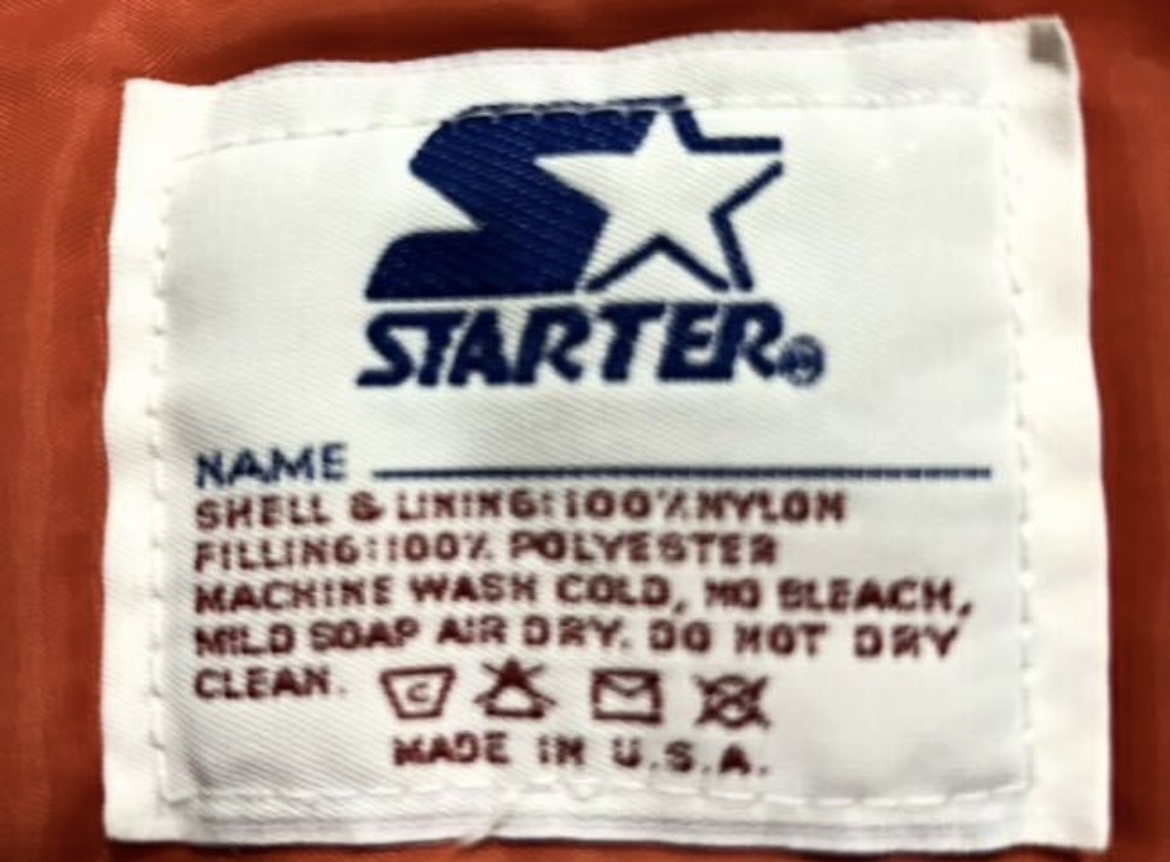 STARTER®
NAME
SHELL & LINING: 100% NYLON
FILLING: 100% POLYESTER
MACHINE WASH COLD, NO BLEACH,
MILD SOAP AIR DRY. DO NOT DRY
CLEAN.
C
MADE IN U.S.A.